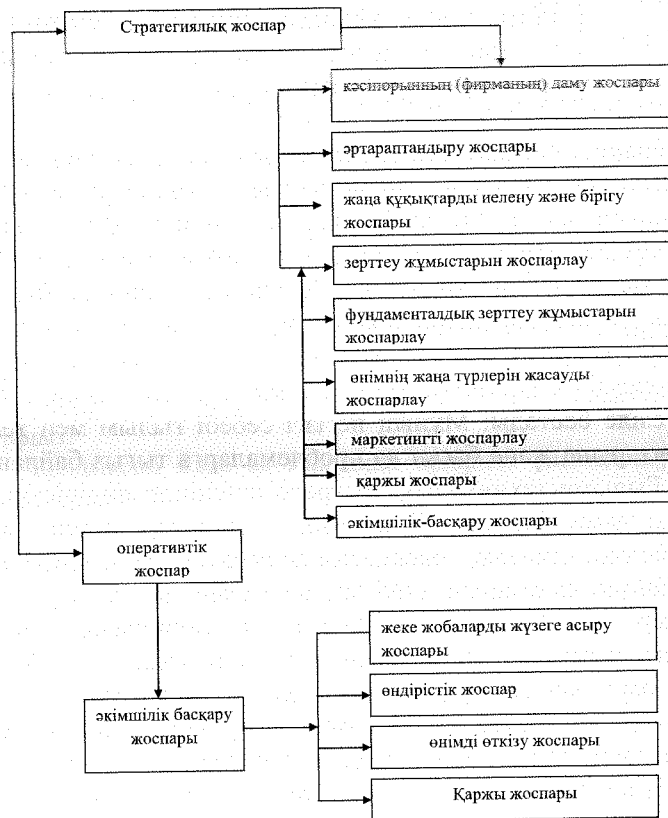 Стратегиялық жоспар
кәсіпорынның (фирманың) даму жоспары
әртараптандыру жоспары
жаңа құқықтарды иелену және бірігу
жоспары
зерттеу жұмыстарын жоспарлау
фундаменталдық зерттеу жұмыстарын
жоспарлау
өнімнің жаңа түрлерін жасауды
жоспарлау
маркетингті жоспарлау
қаржы жоспары
әкімшілік-басқару жоспары
оперативтік
жоспар
жеке жобаларды жүзеге асыру
жоспары
өндірістік жоспар
әкімшілік басқару
жоспары
өнімді өткізу жоспары
Қаржы жоспары